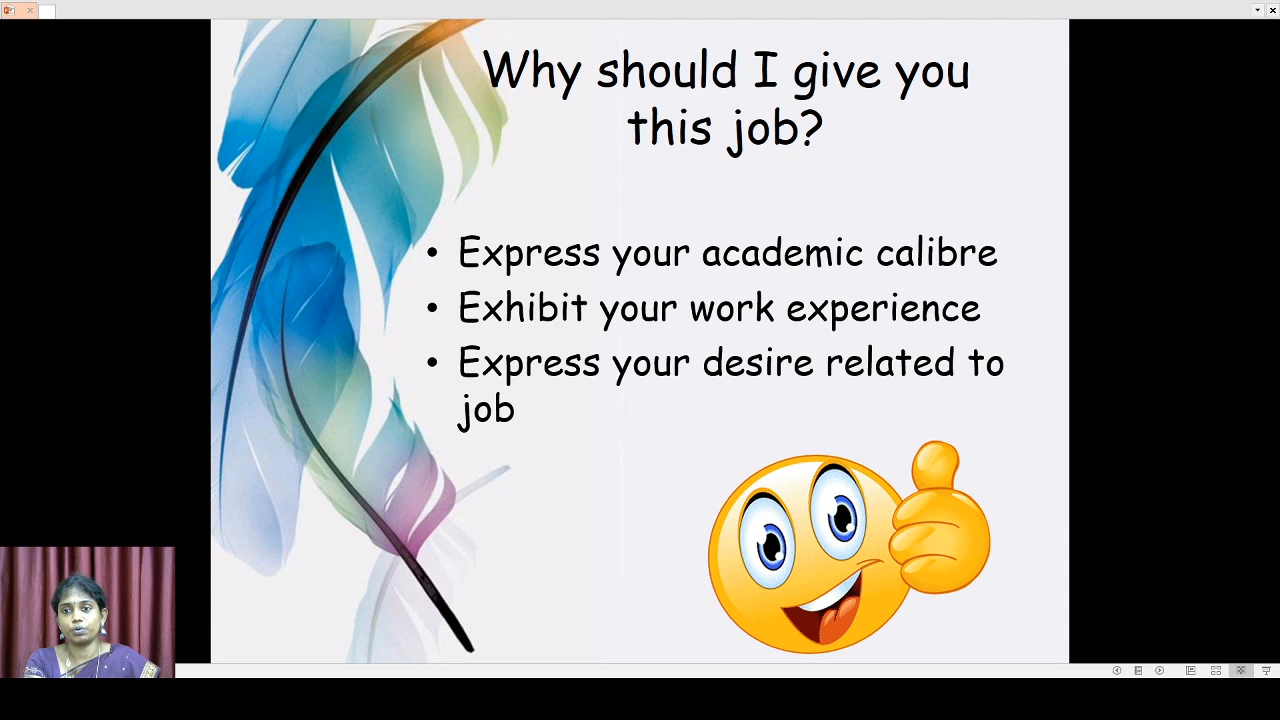 Why should I give you
this job?
• Express your academic calibre
• Exhibit your work experience
• Express your desire related to
job